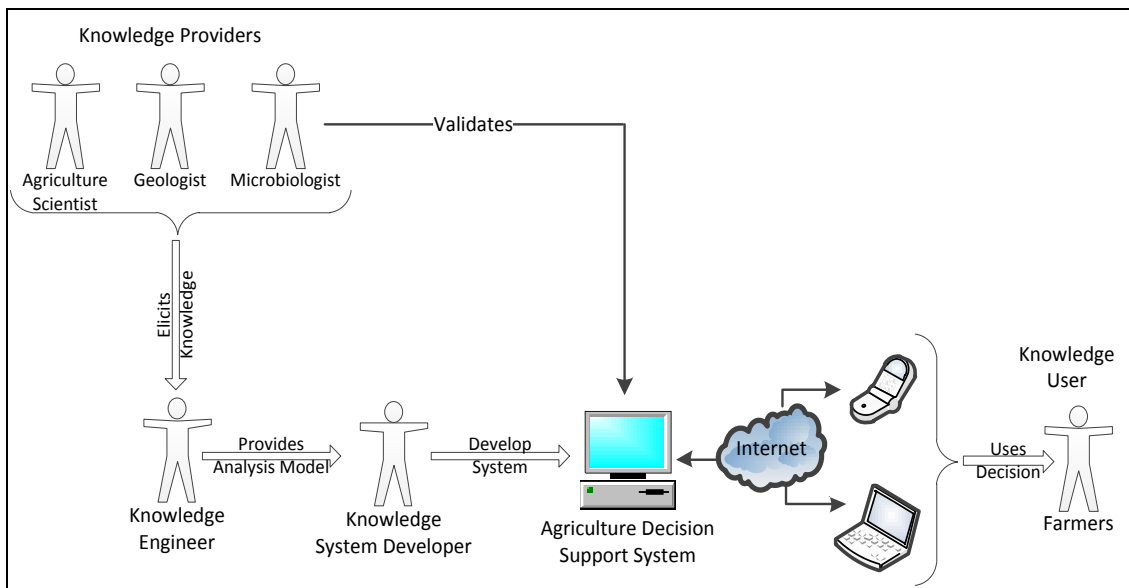 Knowledge Providers
Agriculture
Scientist
Geologist
Microbiologist
Validates
Elicits
Knowledge
Knowledge
Engineer
Provides
Analysis Model
Knowledge
System Developer
Develop
System
Agriculture Decision
Support System
Internet
Uses
Decision
Knowledge
User
Farmers